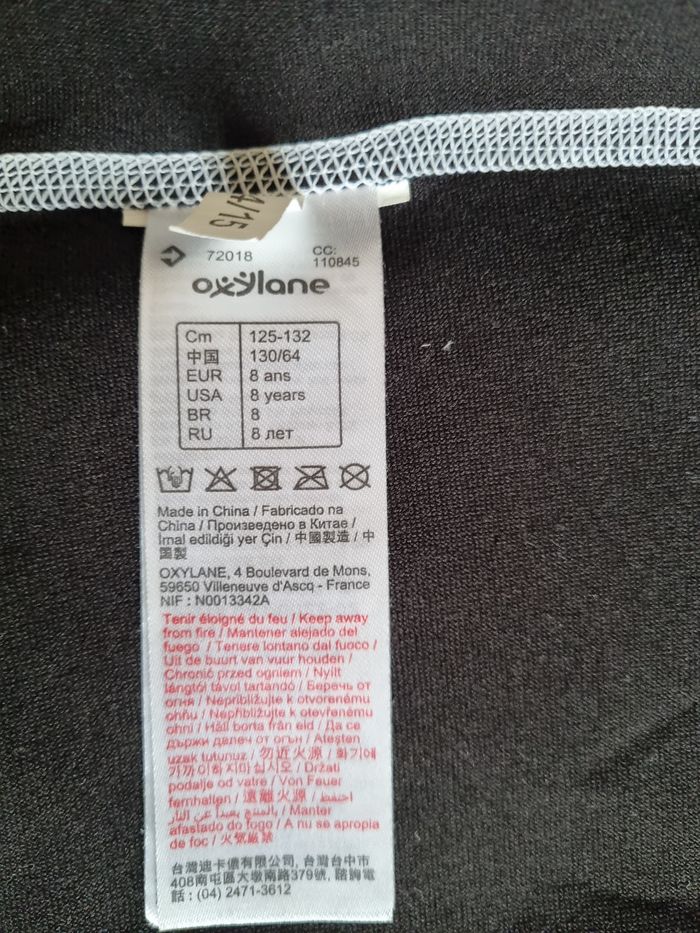 4/15
72018
CC:
110845
oxylane
Cm 125-132
中国 130/64
EUR 8 ans
USA 8 years
BR 8
RU 8 лет
Made in China / Fabricado na
China / Произведено в Китае /
İmal edildiği yer Çin / 中國製造 / 中
国製
OXYLANE, 4 Boulevard de Mons,
59650 Villeneuve d'Ascq - France
NIF : N0013342A
Tenir éloigné du feu / Keep away
from fire / Mantener alejado del
fuego / Tenere lontano dal fuoco /
Uit de buurt van vuur houden /
Chronić przed ogniem / Nyílt
lángtól távol tartandó / Беречь от
огня / Nepribližujte k otvorenému
ohňu / Nepřibližujte k otevřenému
ohni / Håll borta från eld / Да се
държи далеч от огън / Ateşten
uzak tutunuz / 勿近火源 / 화기에
가까이하지마십시오 / Držati
podalje od vatre / Von Feuer
fernhalten / 遠離火源 / احتفظ
بالمنتج بعيدا عن النار / Manter
afastado do fogo / A nu se apropia
de foc / 火気厳禁
台灣迪卡儂有限公司, 台灣台中市
408南屯區大墩南路379號, 諮詢電
話 : (04) 2471-3612